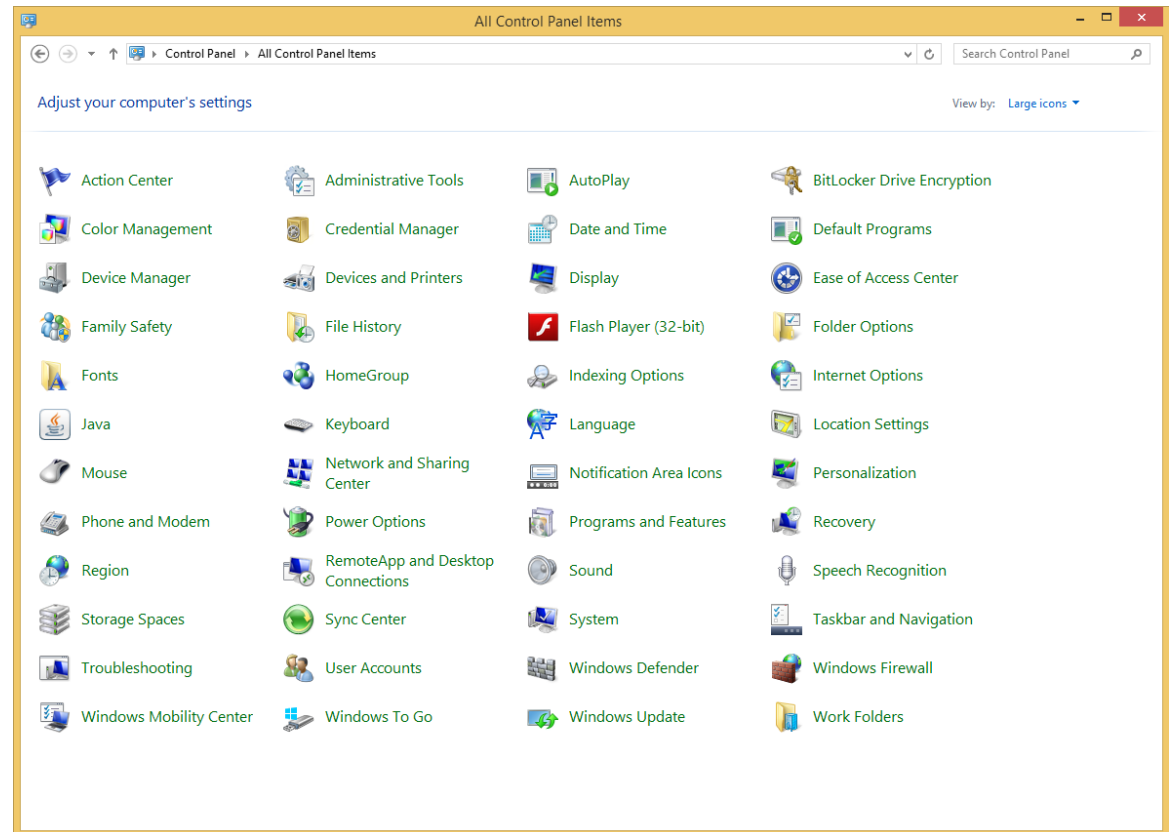 All Control Panel Items
Control Panel All Control Panel Items
Search Control Panel
Adjust your computer's settings
View by: Large icons
Action Center
Administrative Tools
AutoPlay
BitLocker Drive Encryption
Color Management
Credential Manager
Date and Time
Default Programs
Device Manager
Devices and Printers
Display
Ease of Access Center
Family Safety
File History
Flash Player (32-bit)
Folder Options
Fonts
HomeGroup
Indexing Options
Internet Options
Java
Keyboard
Language
Location Settings
Mouse
Network and Sharing
Center
Notification Area Icons
Personalization
Phone and Modem
Power Options
Programs and Features
Recovery
Region
RemoteApp and Desktop
Connections
Sound
Speech Recognition
Storage Spaces
Sync Center
System
Taskbar and Navigation
Troubleshooting
User Accounts
Windows Defender
Windows Firewall
Windows Mobility Center
Windows To Go
Windows Update
Work Folders